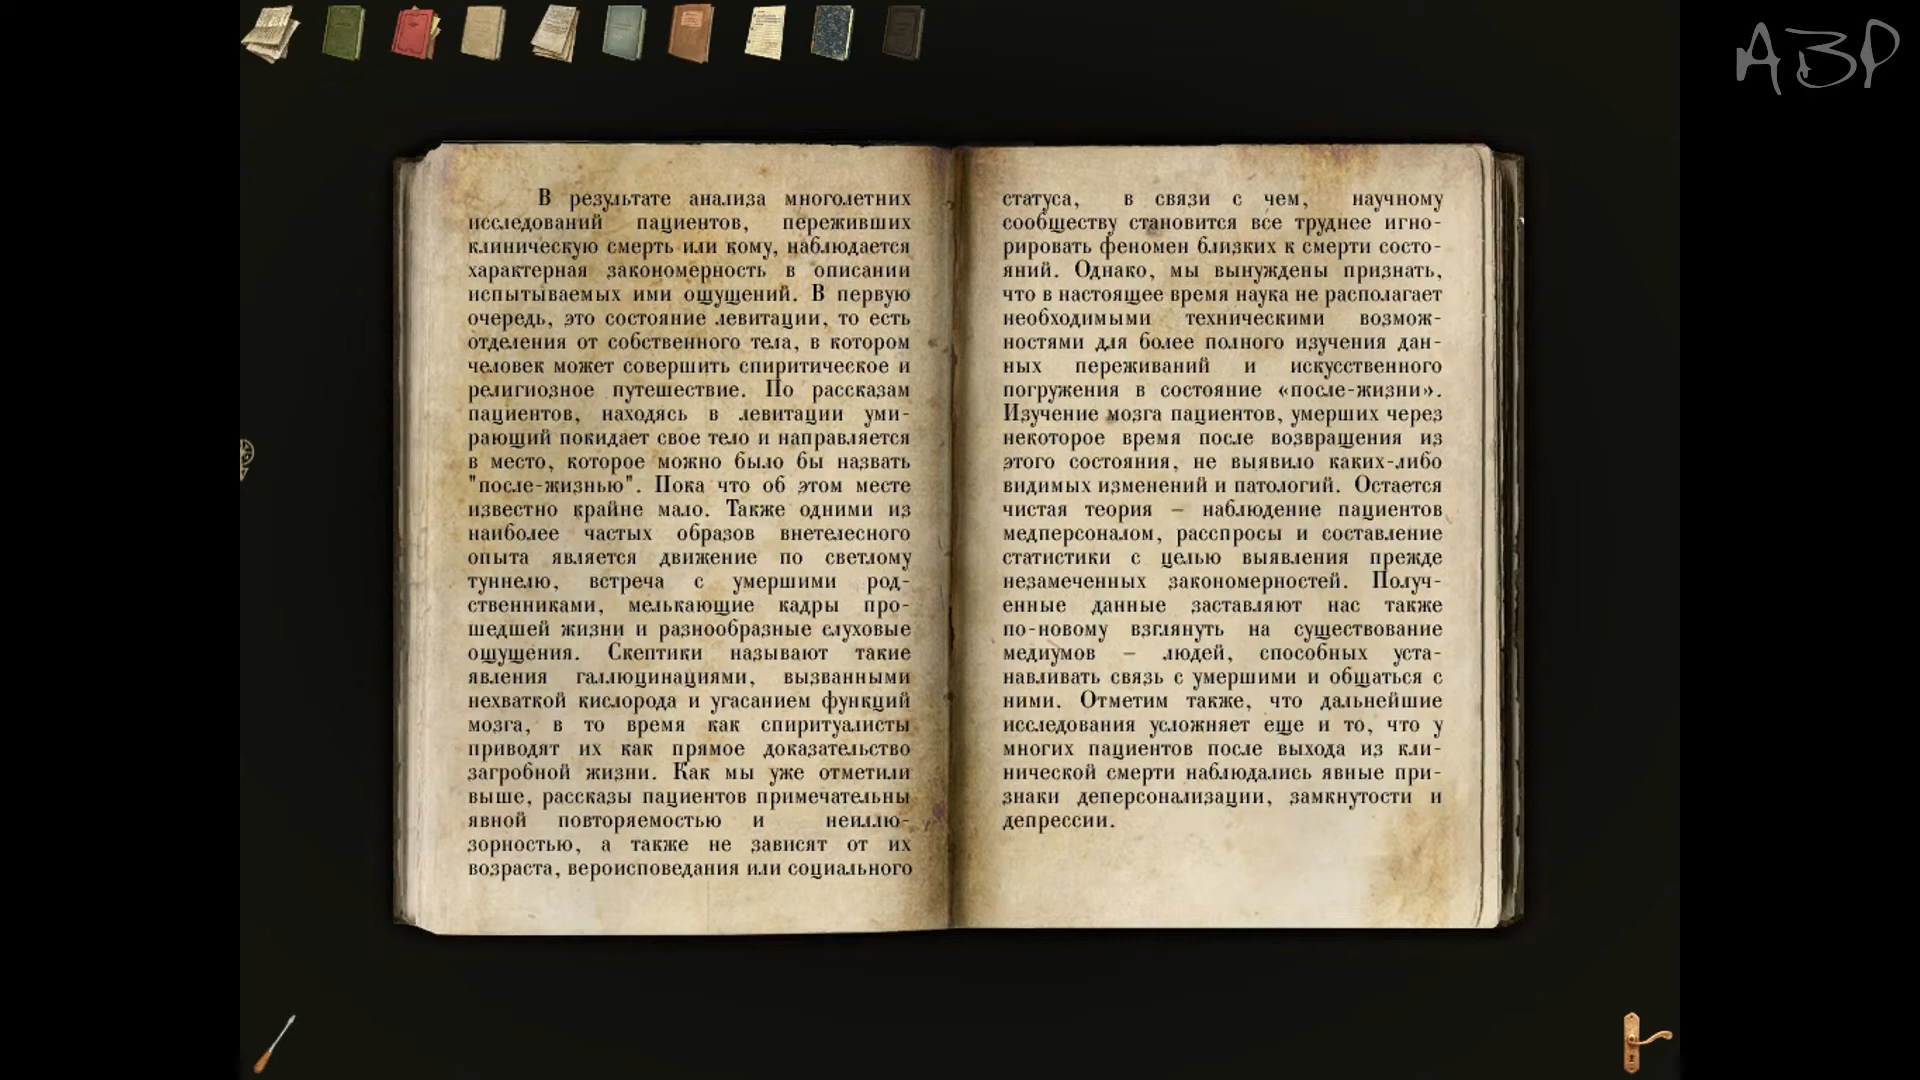 АВР
В результате анализа многолетних
исследований пациентов, переживших
клиническую смерть или кому, наблюдается
характерная закономерность в описании
испытываемых ими ощущений. В первую
очередь, это состояние левитации, то есть
отделения от собственного тела, в котором
человек может совершить спиритическое и
религиозное путешествие. По рассказам
пациентов, находясь в левитации уми-
рающий покидает свое тело и направляется
в место, которое можно было бы назвать
"после-жизнью". Пока что об этом месте
известно крайне мало. Также одними из
наиболее частых образов внетелесного
опыта является движение по светлому
туннелю, встреча с умершими род-
ственниками, мелькающие кадры про-
шедшей жизни и разнообразные слуховые
ощущения. Скептики называют такие
явления галлюцинациями, вызванными
нехваткой кислорода и угасанием функций
мозга, в то время как спиритуалисты
приводят их как прямое доказательство
загробной жизни. Как мы уже отметили
выше, рассказы пациентов примечательны
явной повторяемостью и неиллю-
зорностью, а также не зависят от их
возраста, вероисповедания или социального
статуса, в связи с чем, научному
сообществу становится все труднее игно-
рировать феномен близких к смерти состо-
яний. Однако, мы вынуждены признать,
что в настоящее время наука не располагает
необходимыми техническими возмож-
ностями для более полного изучения дан-
ных переживаний и искусственного
погружения в состояние «после-жизни».
Изучение мозга пациентов, умерших через
некоторое время после возвращения из
этого состояния, не выявило каких-либо
видимых изменений и патологий. Остается
чистая теория – наблюдение пациентов
медперсоналом, расспросы и составление
статистики с целью выявления прежде
незамеченных закономерностей. Получ-
енные данные заставляют нас также
по-новому взглянуть на существование
медиумов – людей, способных уста-
навливать связь с умершими и общаться с
ними. Отметим также, что дальнейшие
исследования усложняет еще и то, что у
многих пациентов после выхода из кли-
нической смерти наблюдались явные при-
знаки деперсонализации, замкнутости и
депрессии.